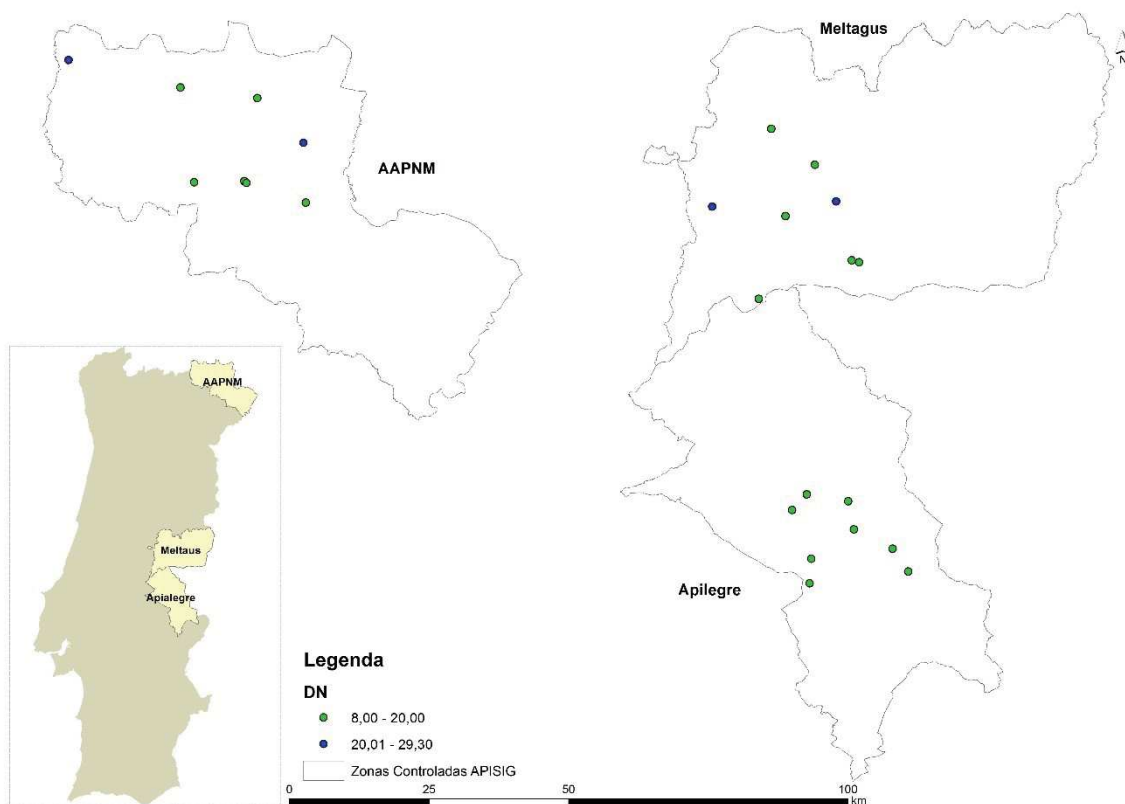 Meltagus
N
AAPNM
AAPNM
Meltaus
Apialegre
Apilegre
Legenda
DN
8,00 - 20,00
20,01 - 29,30
Zonas Controladas APISIG
0 25 50 100
km